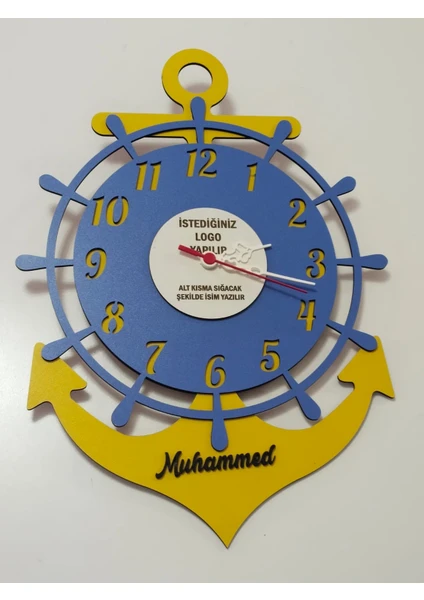 11 12 1
10 2
9 3
8 4
7 6 5
İSTEDİĞİNİZ
LOGO
YAPILIP
ALT KISMA SIĞACAK
ŞEKİLDE İSİM YAZILIR
Muhammed